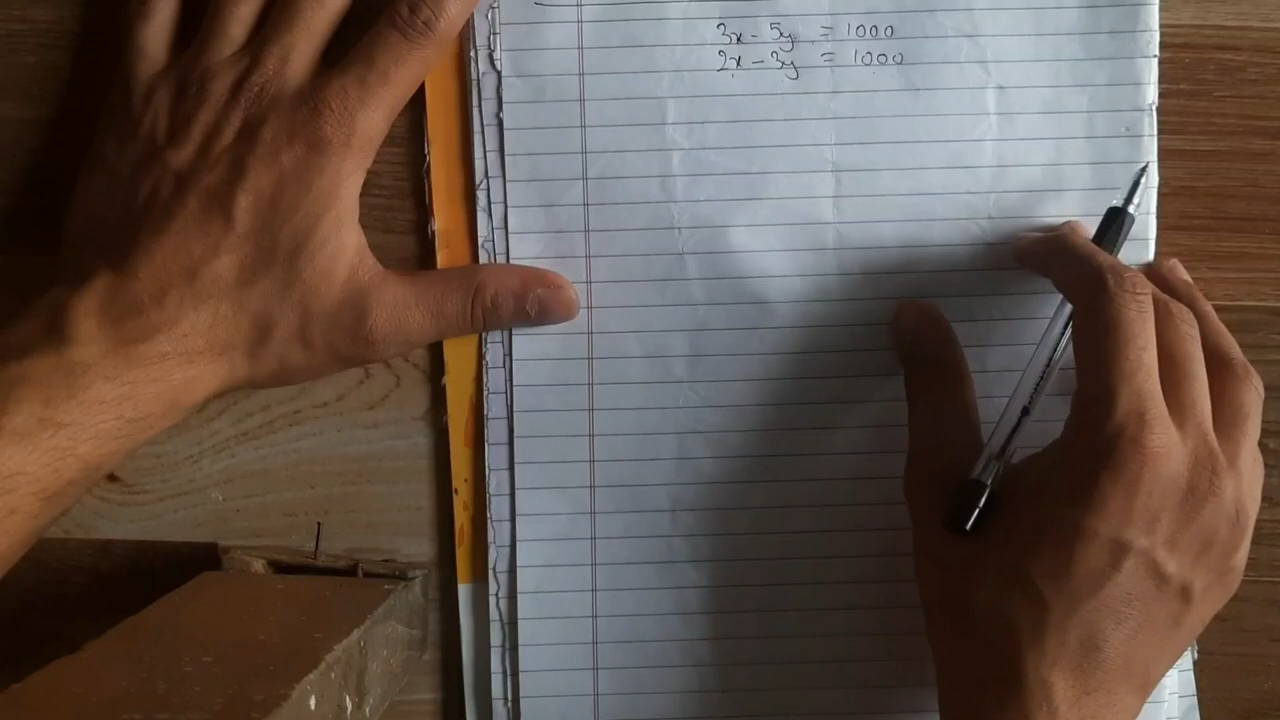 3x - 5y = 1000
2x - 3y = 1000